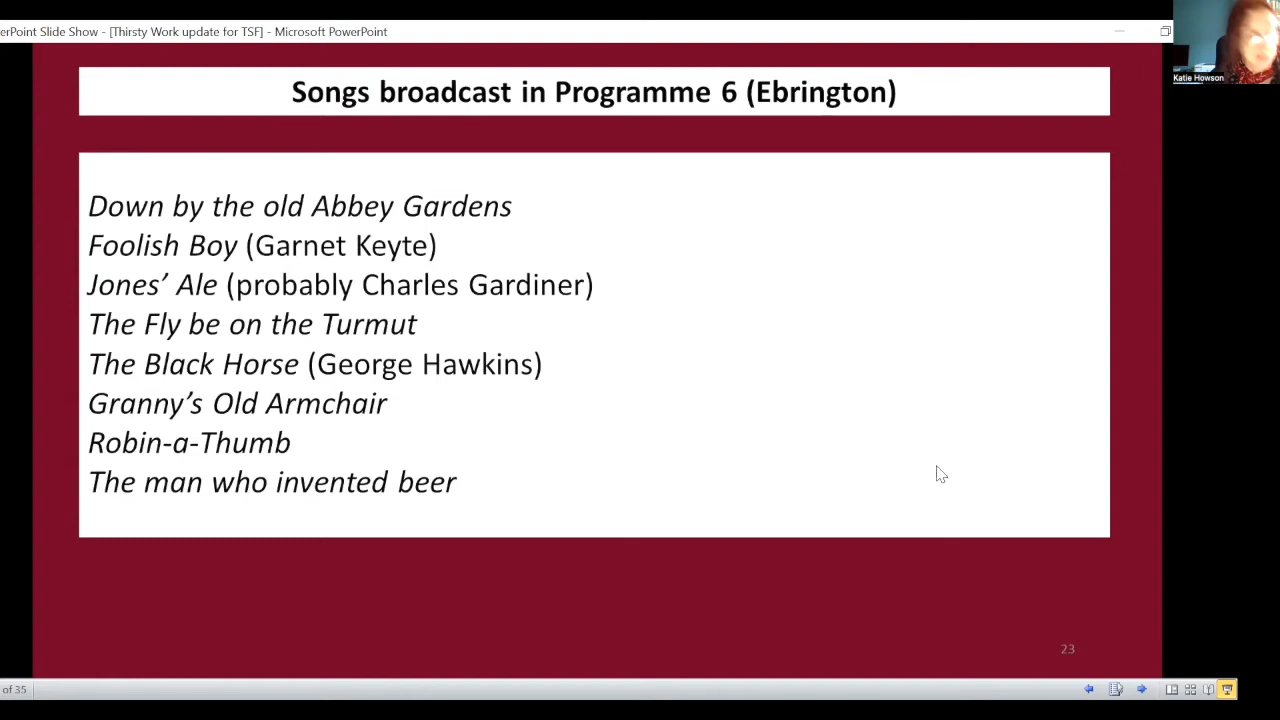 erPoint Slide Show - [Thirsty Work update for TSF] - Microsoft PowerPoint
Katie Howson
Songs broadcast in Programme 6 (Ebrington)
Down by the old Abbey Gardens
Foolish Boy (Garnet Keyte)
Jones’ Ale (probably Charles Gardiner)
The Fly be on the Turmut
The Black Horse (George Hawkins)
Granny’s Old Armchair
Robin-a-Thumb
The man who invented beer
23
of 35